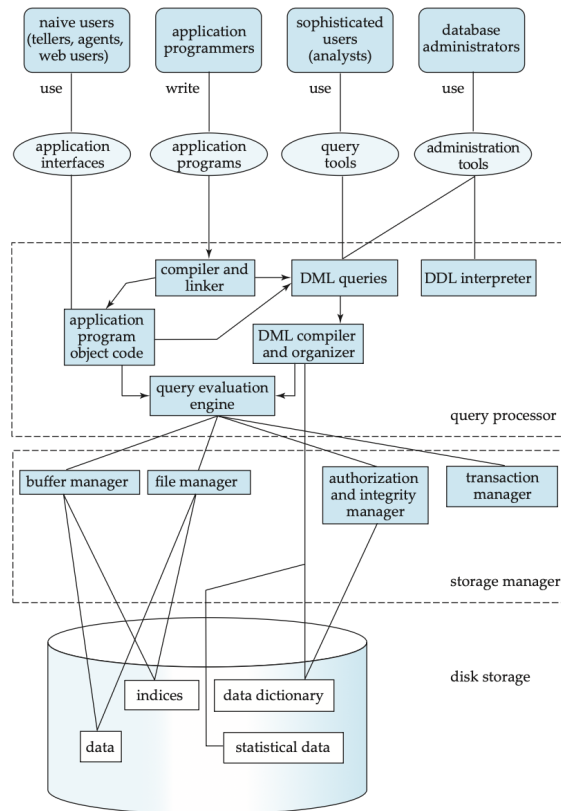 naive users
(tellers, agents,
web users)
application
programmers
sophisticated
users
(analysts)
database
administrators
use
write
use
use
application
interfaces
application
programs
query
tools
administration
tools
compiler and
linker
DML queries
DDL interpreter
application
program
object code
DML compiler
and organizer
query evaluation
engine
query processor
buffer manager
file manager
authorization
and integrity
manager
transaction
manager
storage manager
disk storage
indices
data dictionary
data
statistical data